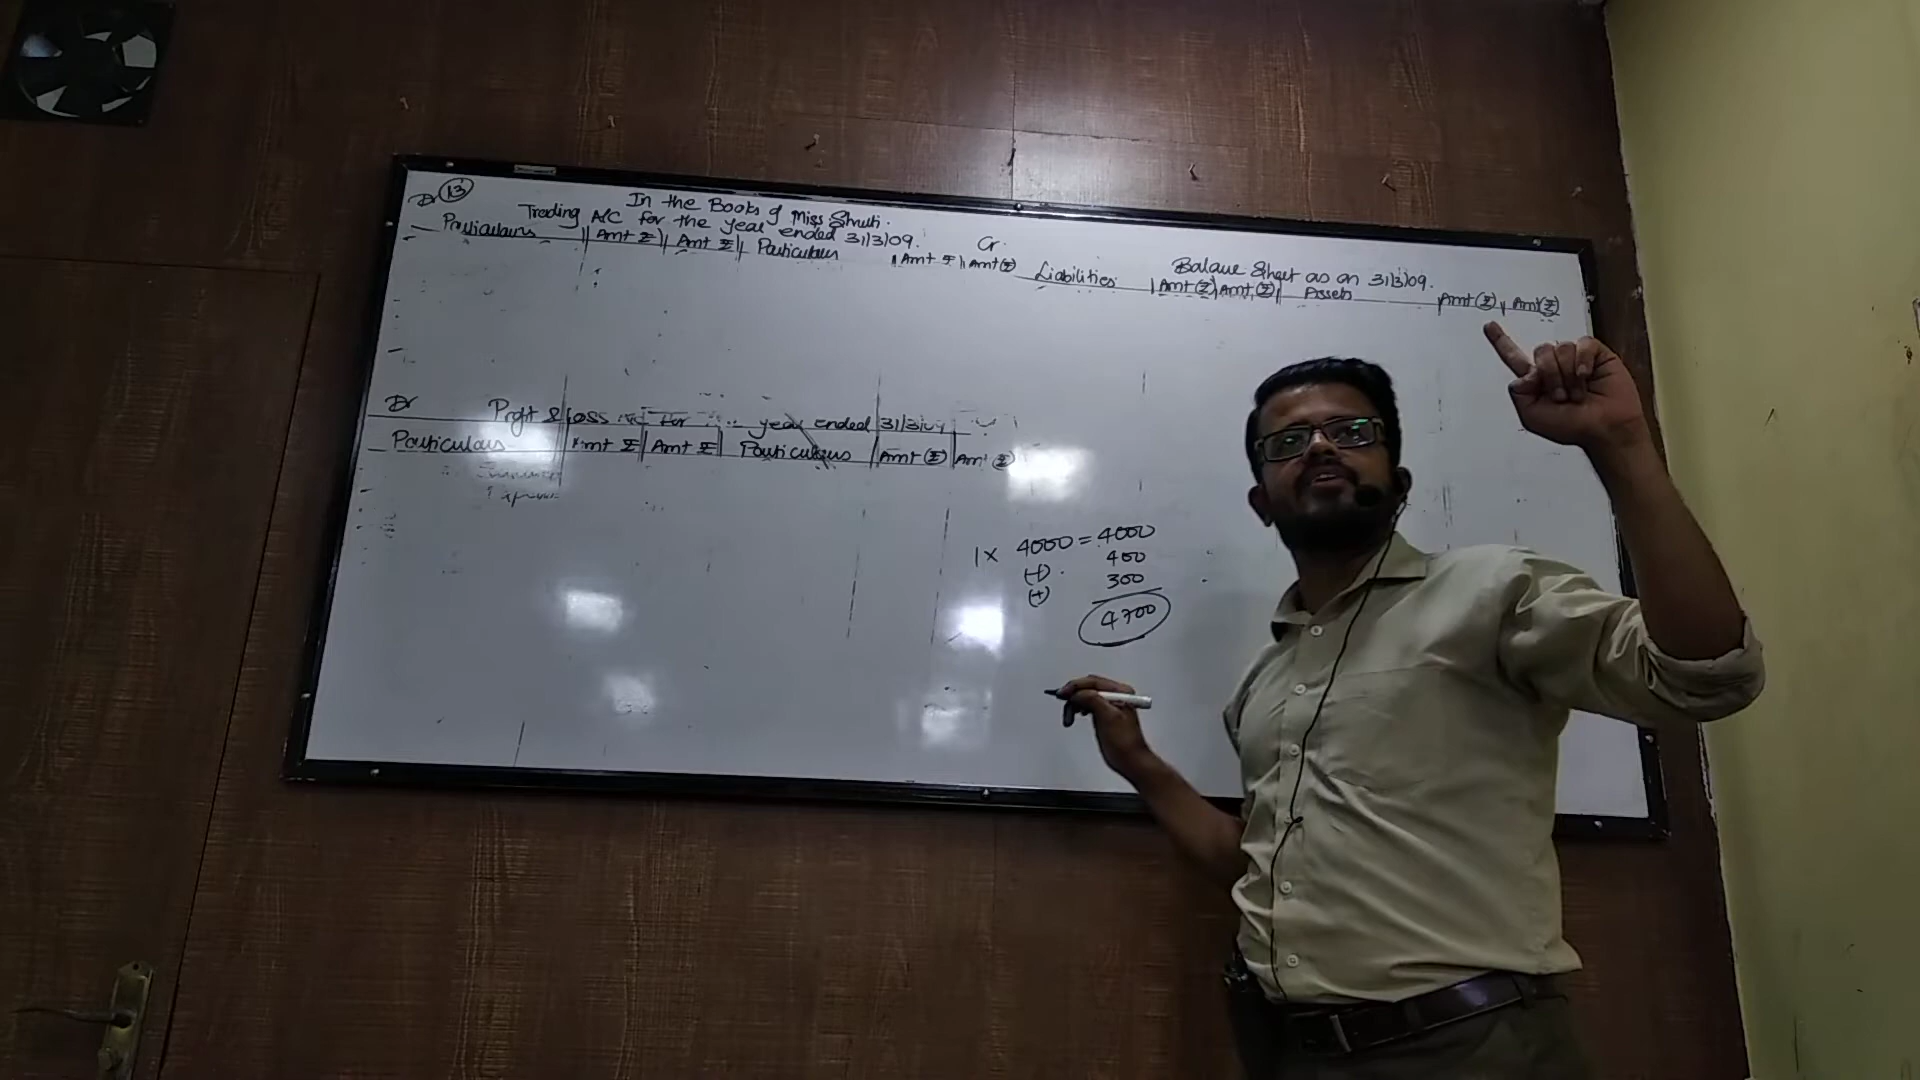 Dr 13
In the Books of Miss Shruti.
Trading A/C for the year ended 31/3/09. Cr.
Particulars Amt ₹ Amt ₹ Particulars Amt ₹ Amt (₹)
Balance Sheet as on 31/3/09.
Liabilities Amt (₹) Amt (₹) Assets Amt (₹) Amt (₹)
Dr Profit & Loss for year ended 31/3/09
Particulars Amt ₹ Amt ₹ Particulars Amt (₹) Amt (₹)
1 x 4000 = 4000
(+) 400
(+) 300
4700